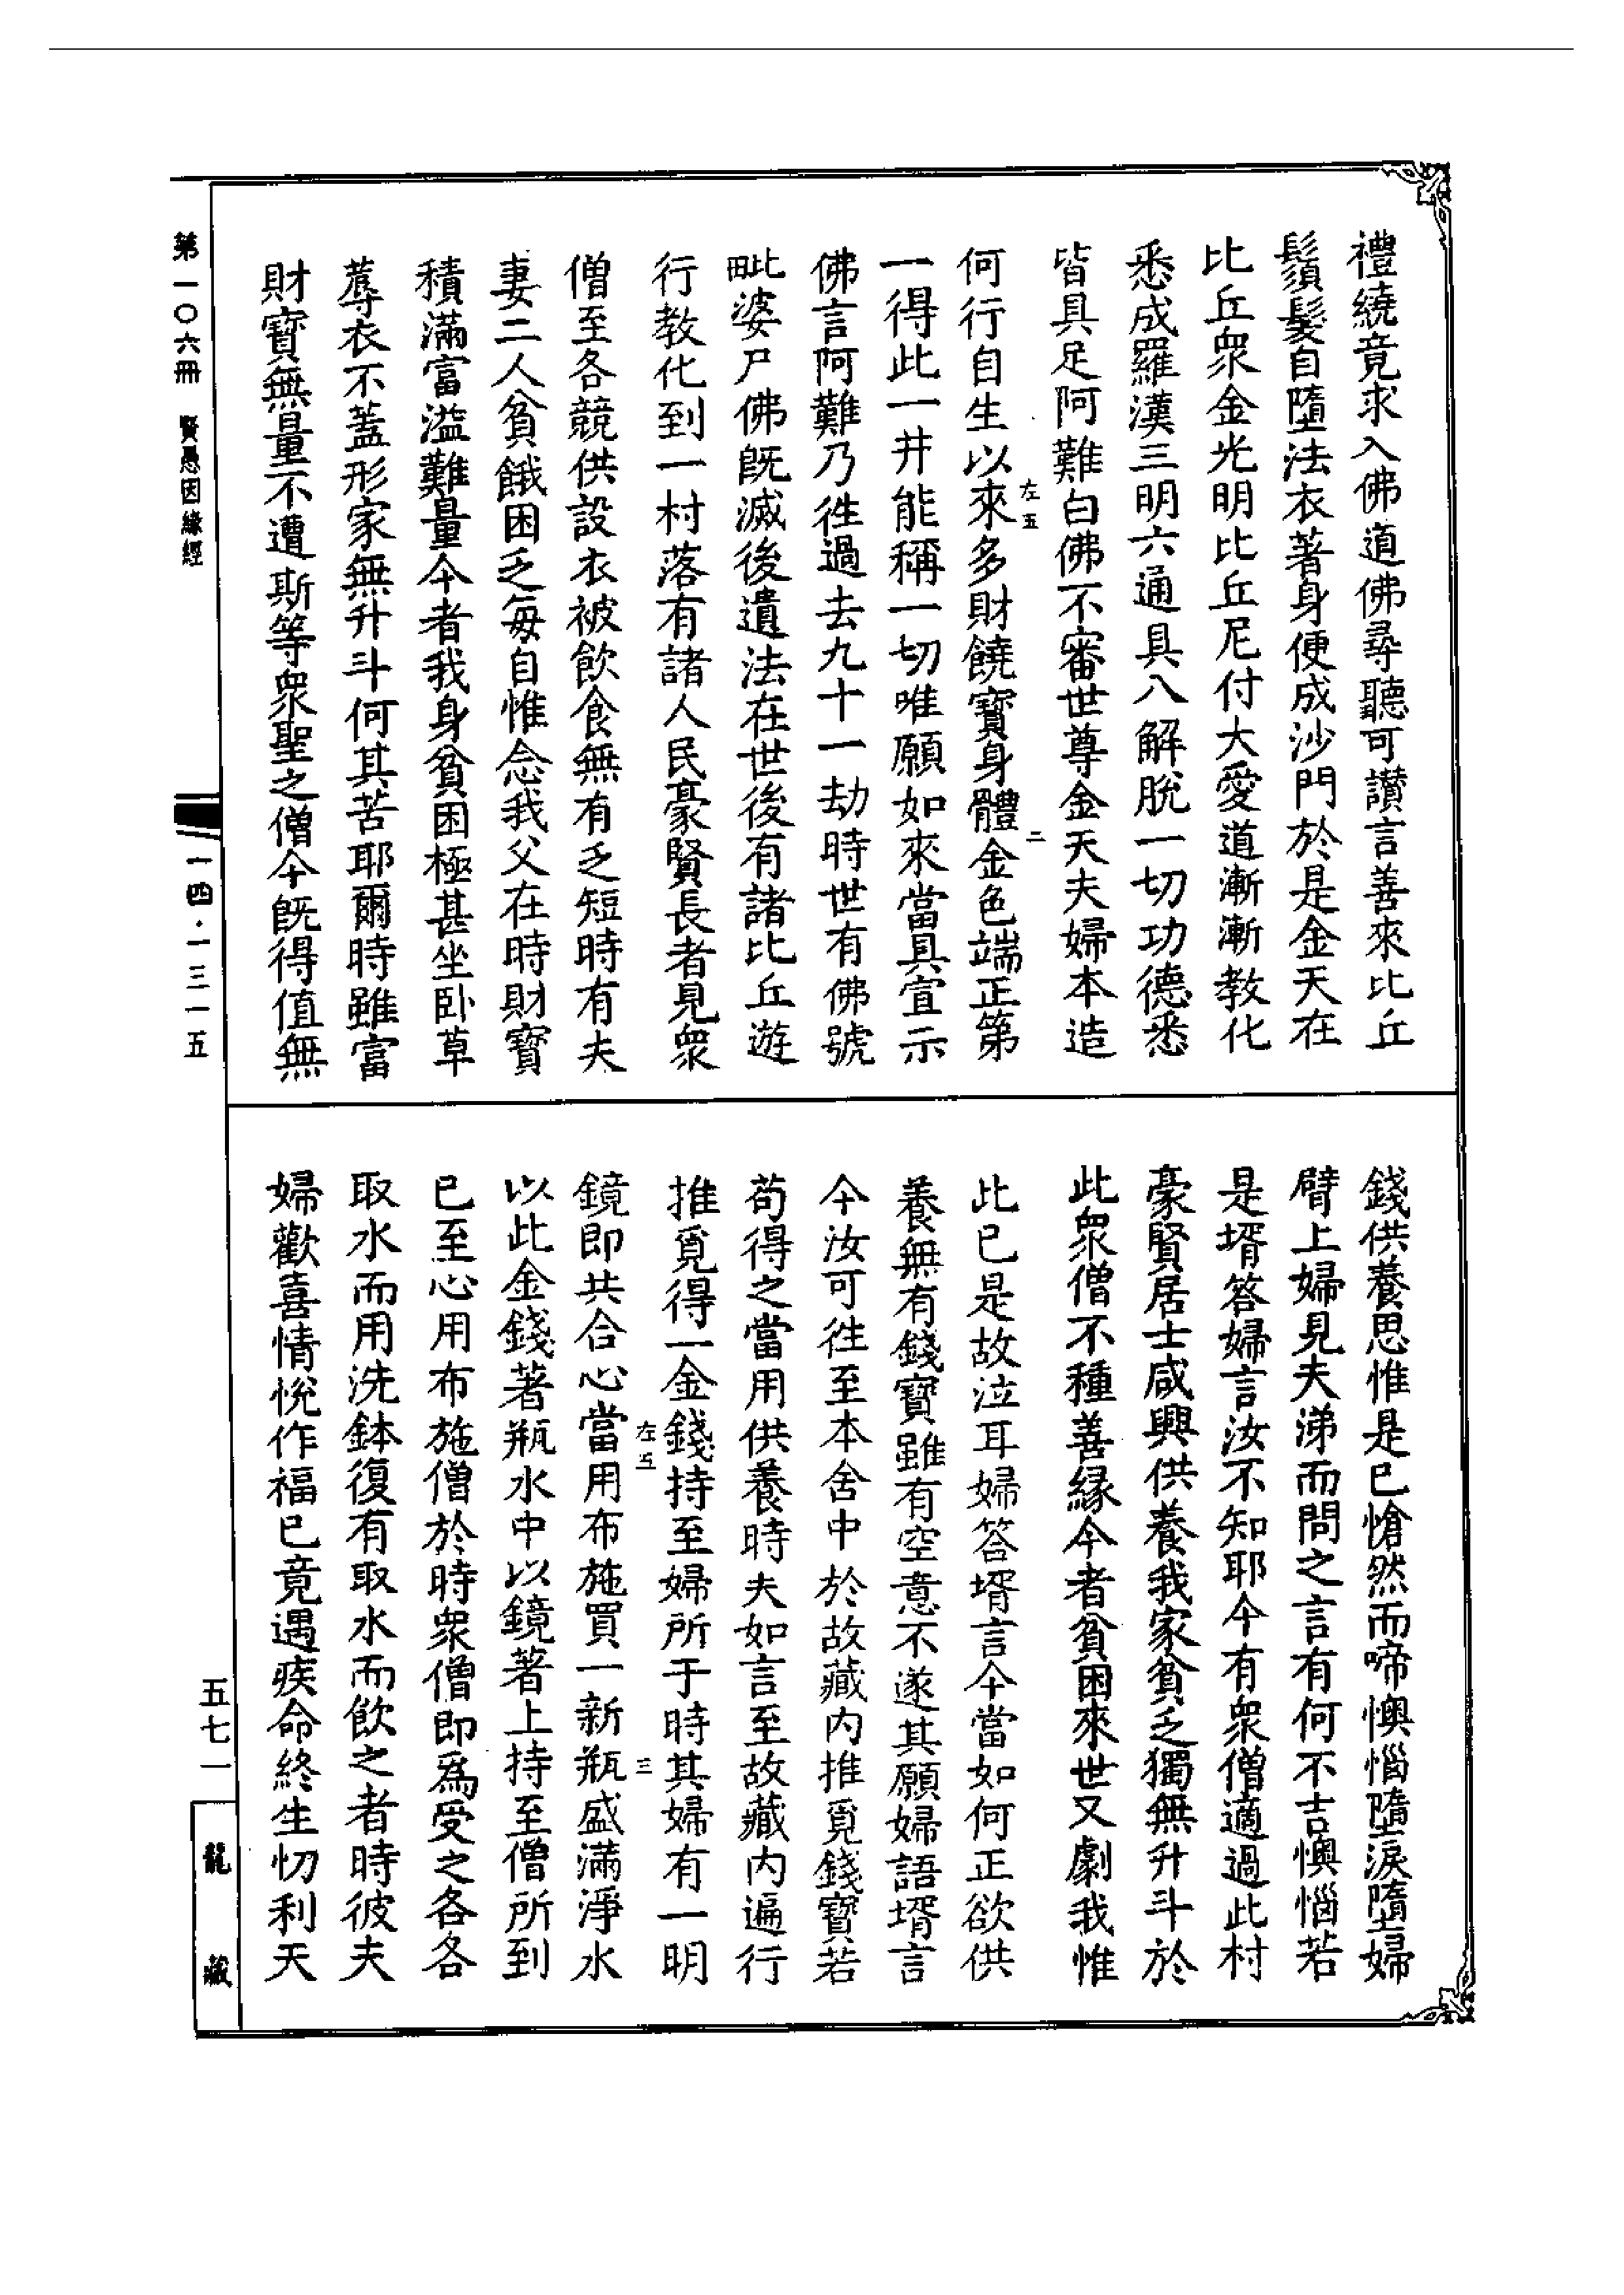 禮繞竟求入佛道佛尋聽可讃言善來比丘
鬚髮自墮法衣著身便成沙門於是金天在
比丘衆金光明比丘尼付大愛道漸漸教化
悉成羅漢三明六通具八解脫一切功德悉
皆具足阿難白佛不審世尊金天夫婦本造
左五 二
何行自生以來多財饒寶身體金色端正第
一得此一井能稱一切唯願如來當具宣示
佛言阿難乃徃過去九十一劫時世有佛號
毗婆尸佛旣滅後遺法在世後有諸比丘遊
行教化到一村落有諸人民豪賢長者見衆
僧至各競供設衣被飲食無有乏短時有夫
妻二人貧餓困乏每自惟念我父在時財寶
積滿富溢難量今者我身貧困極甚坐卧草
蓐衣不蓋形家無升斗何其苦耶爾時雖富
財寶無量不遭斯等衆聖之僧今旣得值無
錢供養思惟是已愴然而啼懊惱墮淚墮婦
臂上婦見夫涕而問之言有何不吉懊惱若
是壻答婦言汝不知耶今有衆僧適過此村
豪賢居士咸興供養我家貧乏獨無升斗於
此衆僧不種善緣今者貧困來世又劇我惟
此已是故泣耳婦答壻言今當如何正欲供
養無有錢寶雖有空意不遂其願婦語壻言
今汝可徃至本舍中於故藏内推覓錢寶若
苟得之當用供養時夫如言至故藏内遍行
推覓得一金錢持至婦所于時其婦有一明
左五 三
鏡即共合心當用布施買一新瓶盛滿淨水
以此金錢著瓶水中以鏡著上持至僧所到
已至心用布施僧於時衆僧即爲受之各各
取水而用洗鉢復有取水而飲之者時彼夫
婦歡喜情悅作福已竟遇疾命終生忉利天
第一〇六冊 賢愚因緣經
一四·一三一五
五七一
龍藏